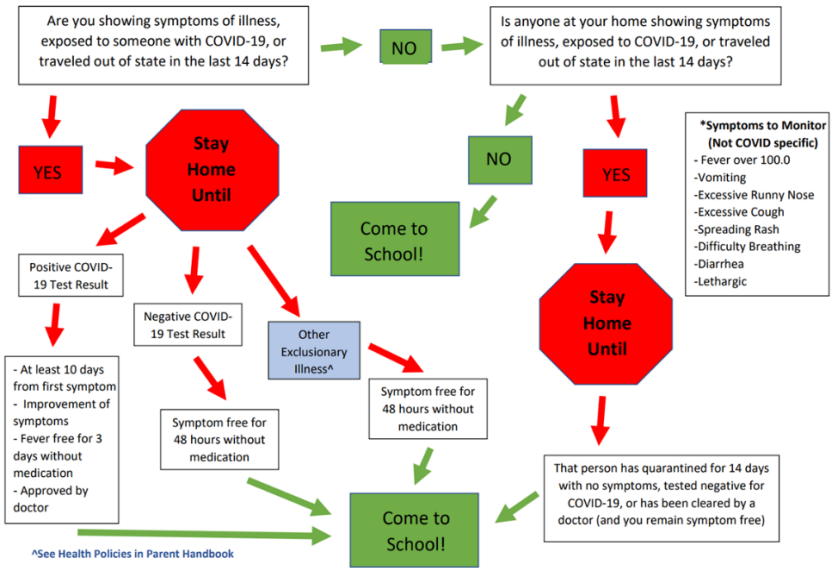 Are you showing symptoms of illness,
exposed to someone with COVID-19, or
traveled out of state in the last 14 days?
NO
Is anyone at your home showing symptoms
of illness, exposed to COVID-19, or traveled
out of state in the last 14 days?
YES
Stay
Home
Until
NO
YES
*Symptoms to Monitor
(Not COVID specific)
- Fever over 100.0
-Vomiting
-Excessive Runny Nose
-Excessive Cough
-Spreading Rash
-Difficulty Breathing
-Diarrhea
-Lethargic
Come to
School!
Positive COVID-
19 Test Result
Negative COVID-
19 Test Result
Other
Exclusionary
Illness^
Stay
Home
Until
- At least 10 days
from first symptom
- Improvement of
symptoms
- Fever free for 3
days without
medication
- Approved by
doctor
Symptom free for
48 hours without
medication
Symptom free for
48 hours without
medication
That person has quarantined for 14 days
with no symptoms, tested negative for
COVID-19, or has been cleared by a
doctor (and you remain symptom free)
Come to
School!
^See Health Policies in Parent Handbook